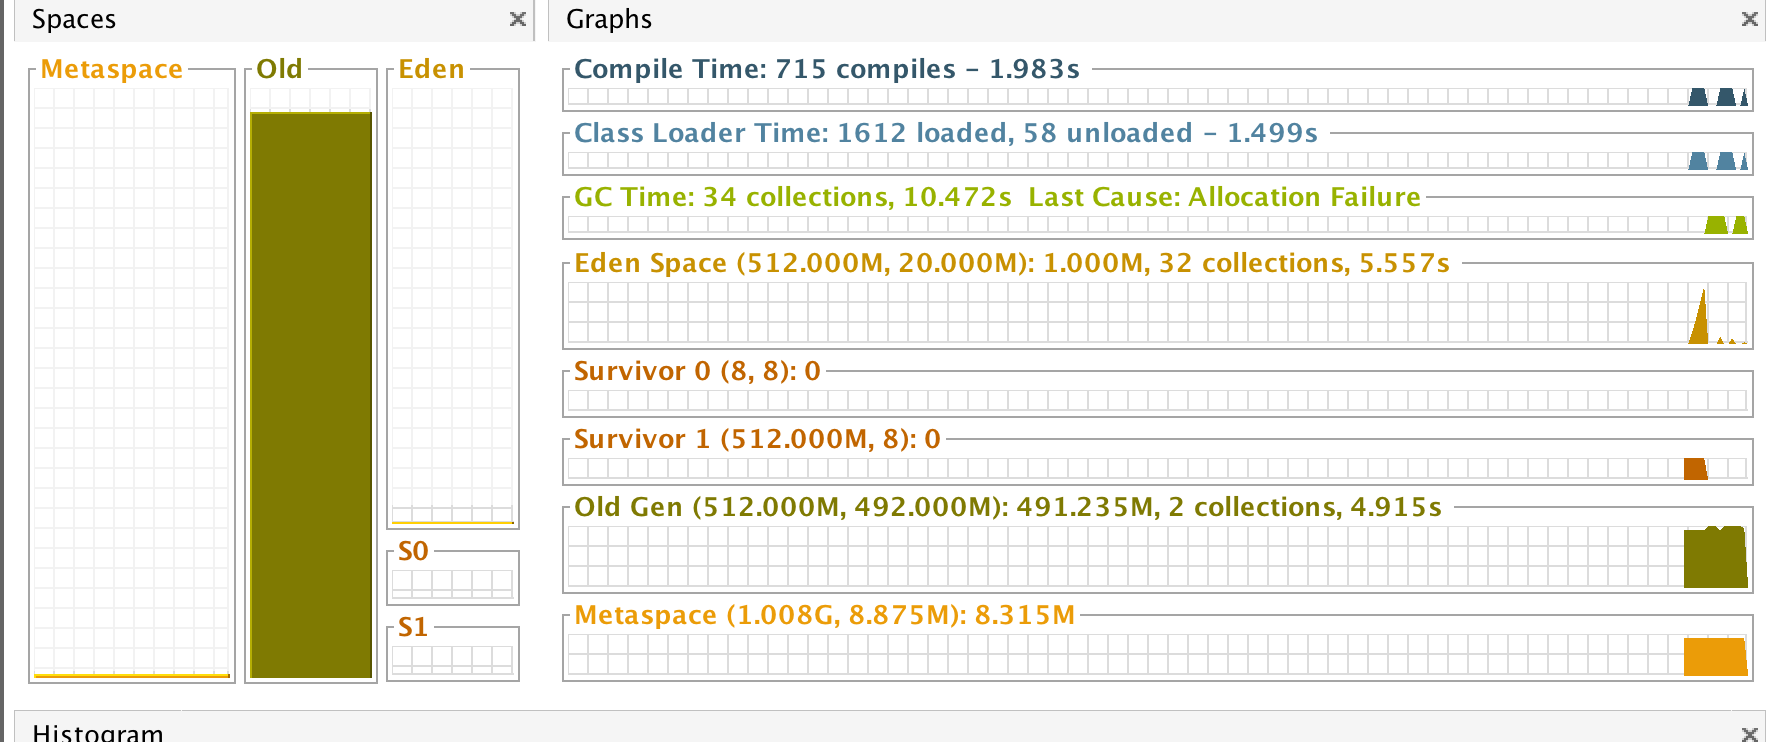 Spaces
Graphs
Metaspace
Old
Eden
S0
S1
Compile Time: 715 compiles – 1.983s
Class Loader Time: 1612 loaded, 58 unloaded – 1.499s
GC Time: 34 collections, 10.472s  Last Cause: Allocation Failure
Eden Space (512.000M, 20.000M): 1.000M, 32 collections, 5.557s
Survivor 0 (8, 8): 0
Survivor 1 (512.000M, 8): 0
Old Gen (512.000M, 492.000M): 491.235M, 2 collections, 4.915s
Metaspace (1.008G, 8.875M): 8.315M
Histogram